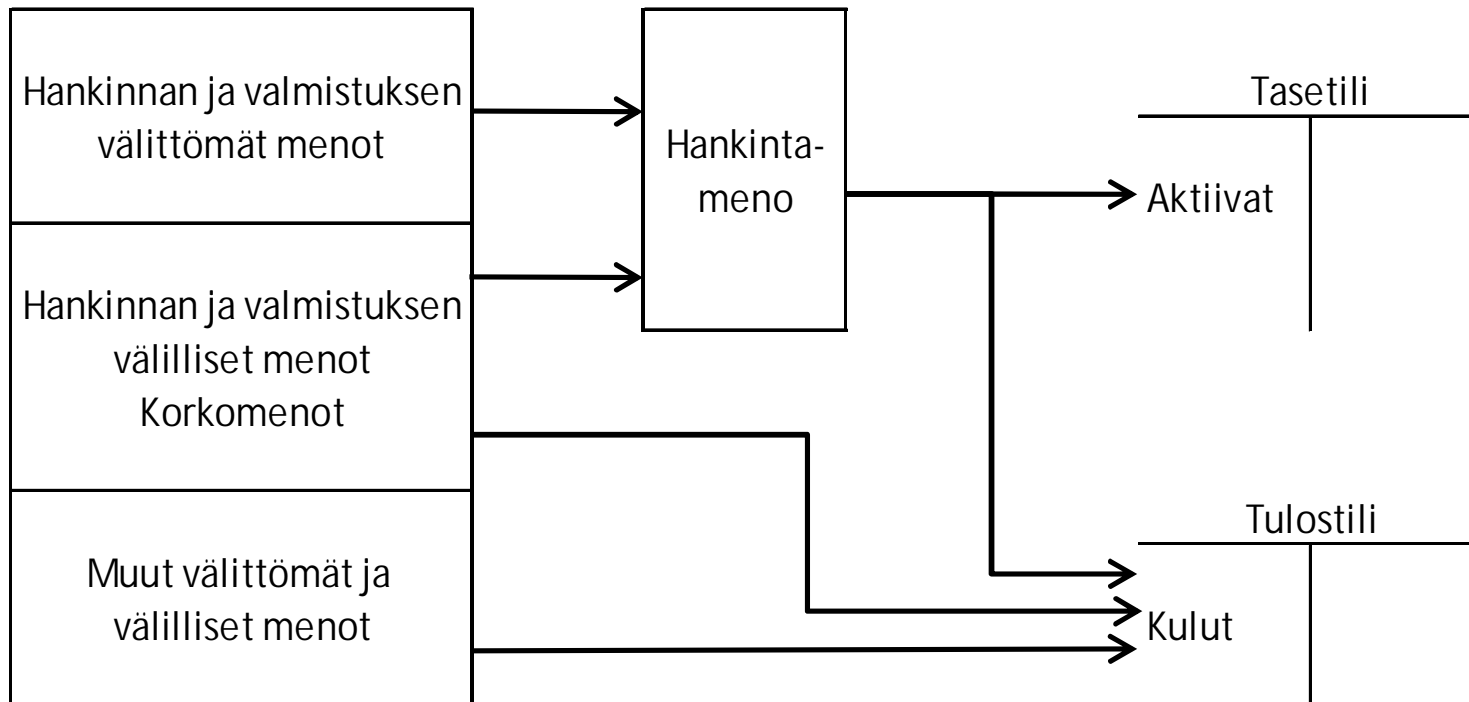 Hankinnan ja valmistuksen
välittömät menot
Hankinta-
meno
Tasetili
Aktiivat
Hankinnan ja valmistuksen
välilliset menot
Korkomenot
Muut välittömät ja
välilliset menot
Tulostili
Kulut